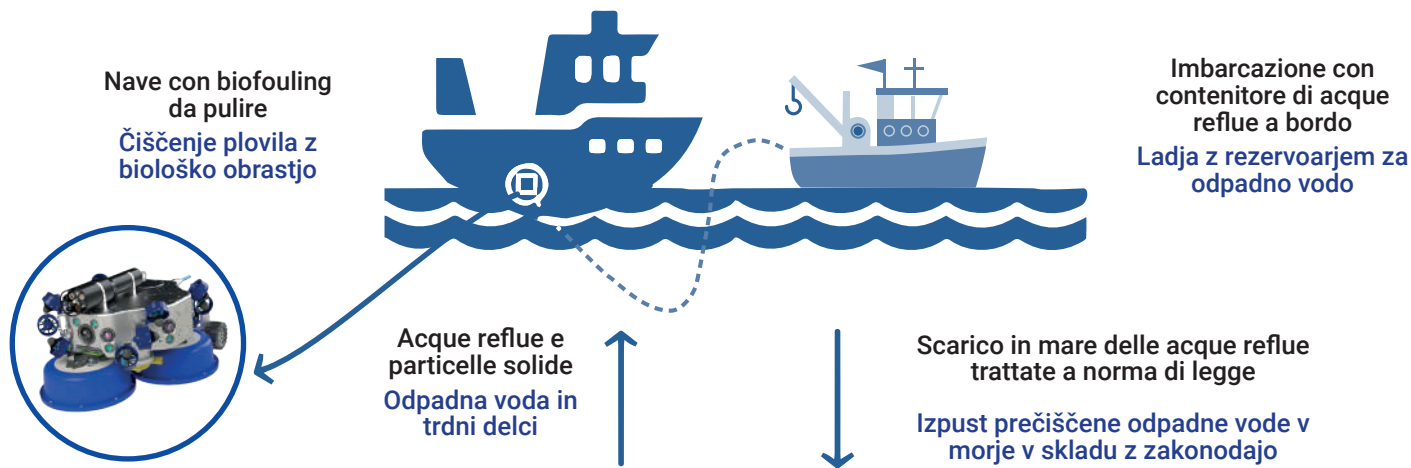 Nave con biofouling
da pulire
Čiščenje plovila z
biološko obrastjo
Imbarcazione con
contenitore di acque
reflue a bordo
Ladja z rezervoarjem za
odpadno vodo
Acque reflue e
particelle solide
Odpadna voda in
trdni delci
Scarico in mare delle acque reflue
trattate a norma di legge
Izpust prečiščene odpadne vode v
morje v skladu z zakonodajo